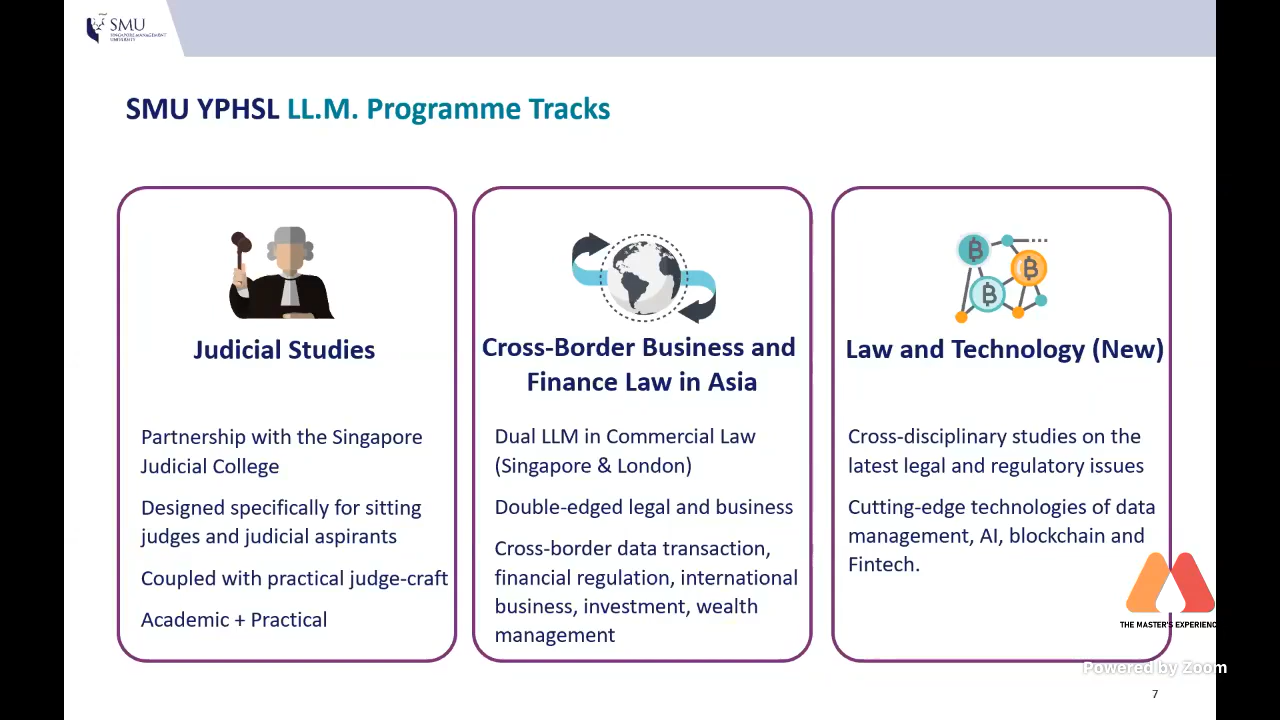 SMU
SINGAPORE MANAGEMENT
UNIVERSITY
SMU YPHSL LL.M. Programme Tracks
Judicial Studies
Partnership with the Singapore
Judicial College
Designed specifically for sitting
judges and judicial aspirants
Coupled with practical judge-craft
Academic + Practical
Cross-Border Business and
Finance Law in Asia
Dual LLM in Commercial Law
(Singapore & London)
Double-edged legal and business
Cross-border data transaction,
financial regulation, international
business, investment, wealth
management
Law and Technology (New)
Cross-disciplinary studies on the
latest legal and regulatory issues
Cutting-edge technologies of data
management, AI, blockchain and
Fintech.
THE MASTER'S EXPERIENC
Powered by Zoom
7